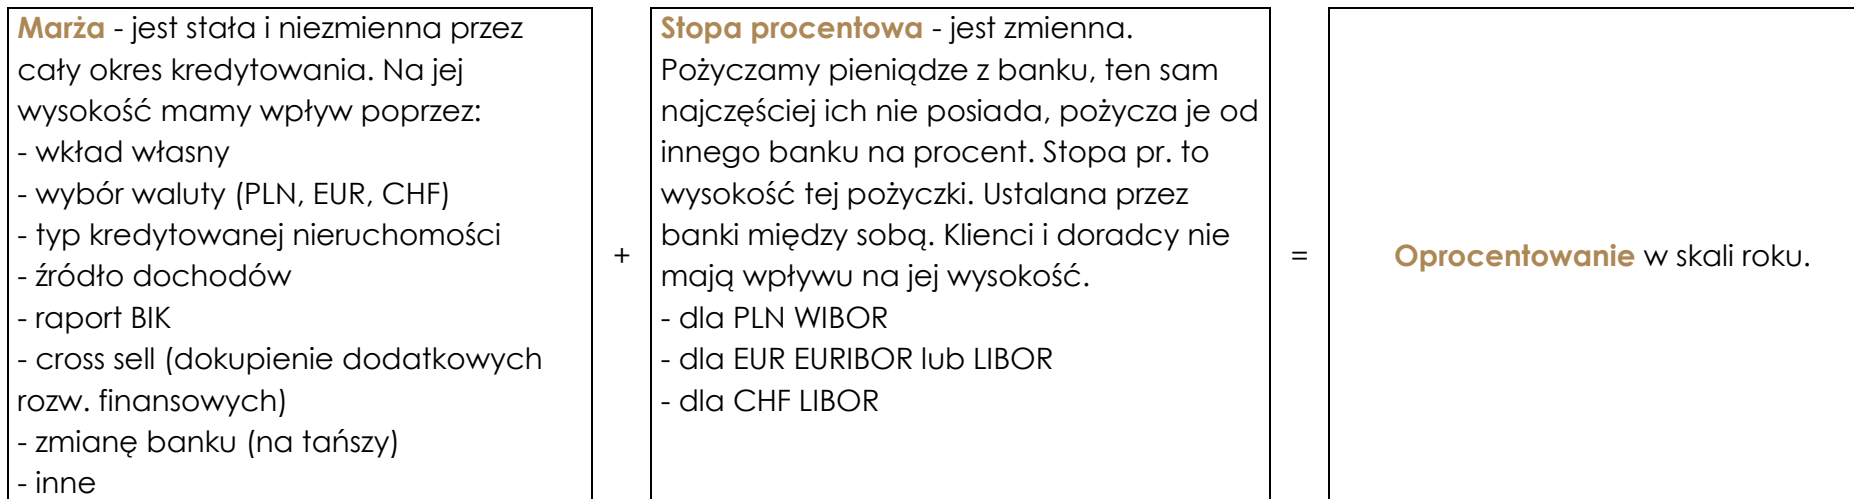 Marża - jest stała i niezmienna przez
cały okres kredytowania. Na jej
wysokość mamy wpływ poprzez:
- wkład własny
- wybór waluty (PLN, EUR, CHF)
- typ kredytowanej nieruchomości
- źródło dochodów
- raport BIK
- cross sell (dokupienie dodatkowych
rozw. finansowych)
- zmianę banku (na tańszy)
- inne
+
Stopa procentowa - jest zmienna.
Pożyczamy pieniądze z banku, ten sam
najczęściej ich nie posiada, pożycza je od
innego banku na procent. Stopa pr. to
wysokość tej pożyczki. Ustalana przez
banki między sobą. Klienci i doradcy nie
mają wpływu na jej wysokość.
- dla PLN WIBOR
- dla EUR EURIBOR lub LIBOR
- dla CHF LIBOR
=
Oprocentowanie w skali roku.